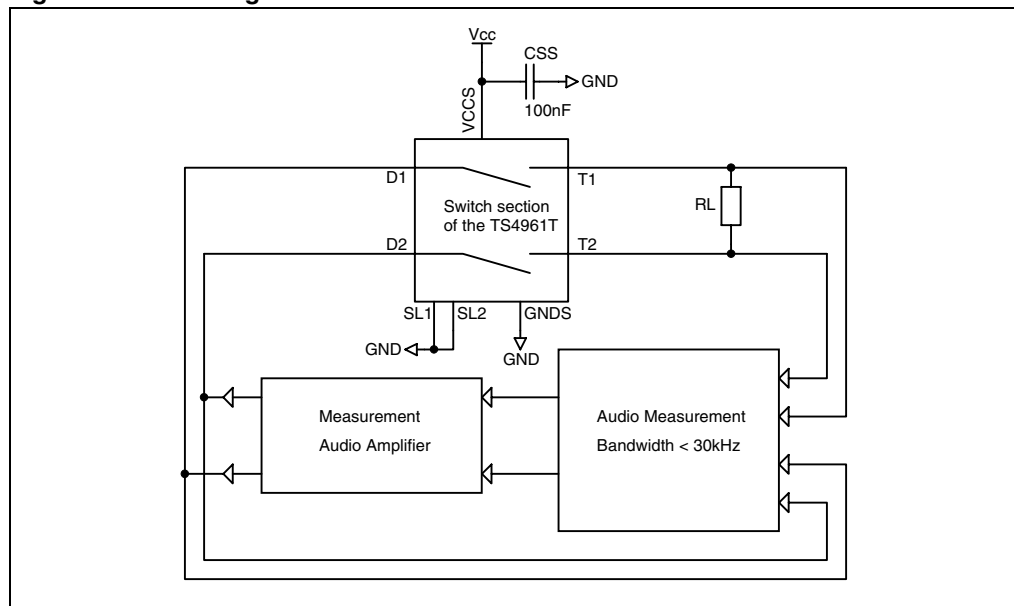 Vcc
CSS
GND
100nF
VCCS
D1
T1
RL
Switch section
of the TS4961T
D2
T2
SL1
SL2
GNDS
GND
GND
Measurement
Audio Amplifier
Audio Measurement
Bandwidth < 30kHz